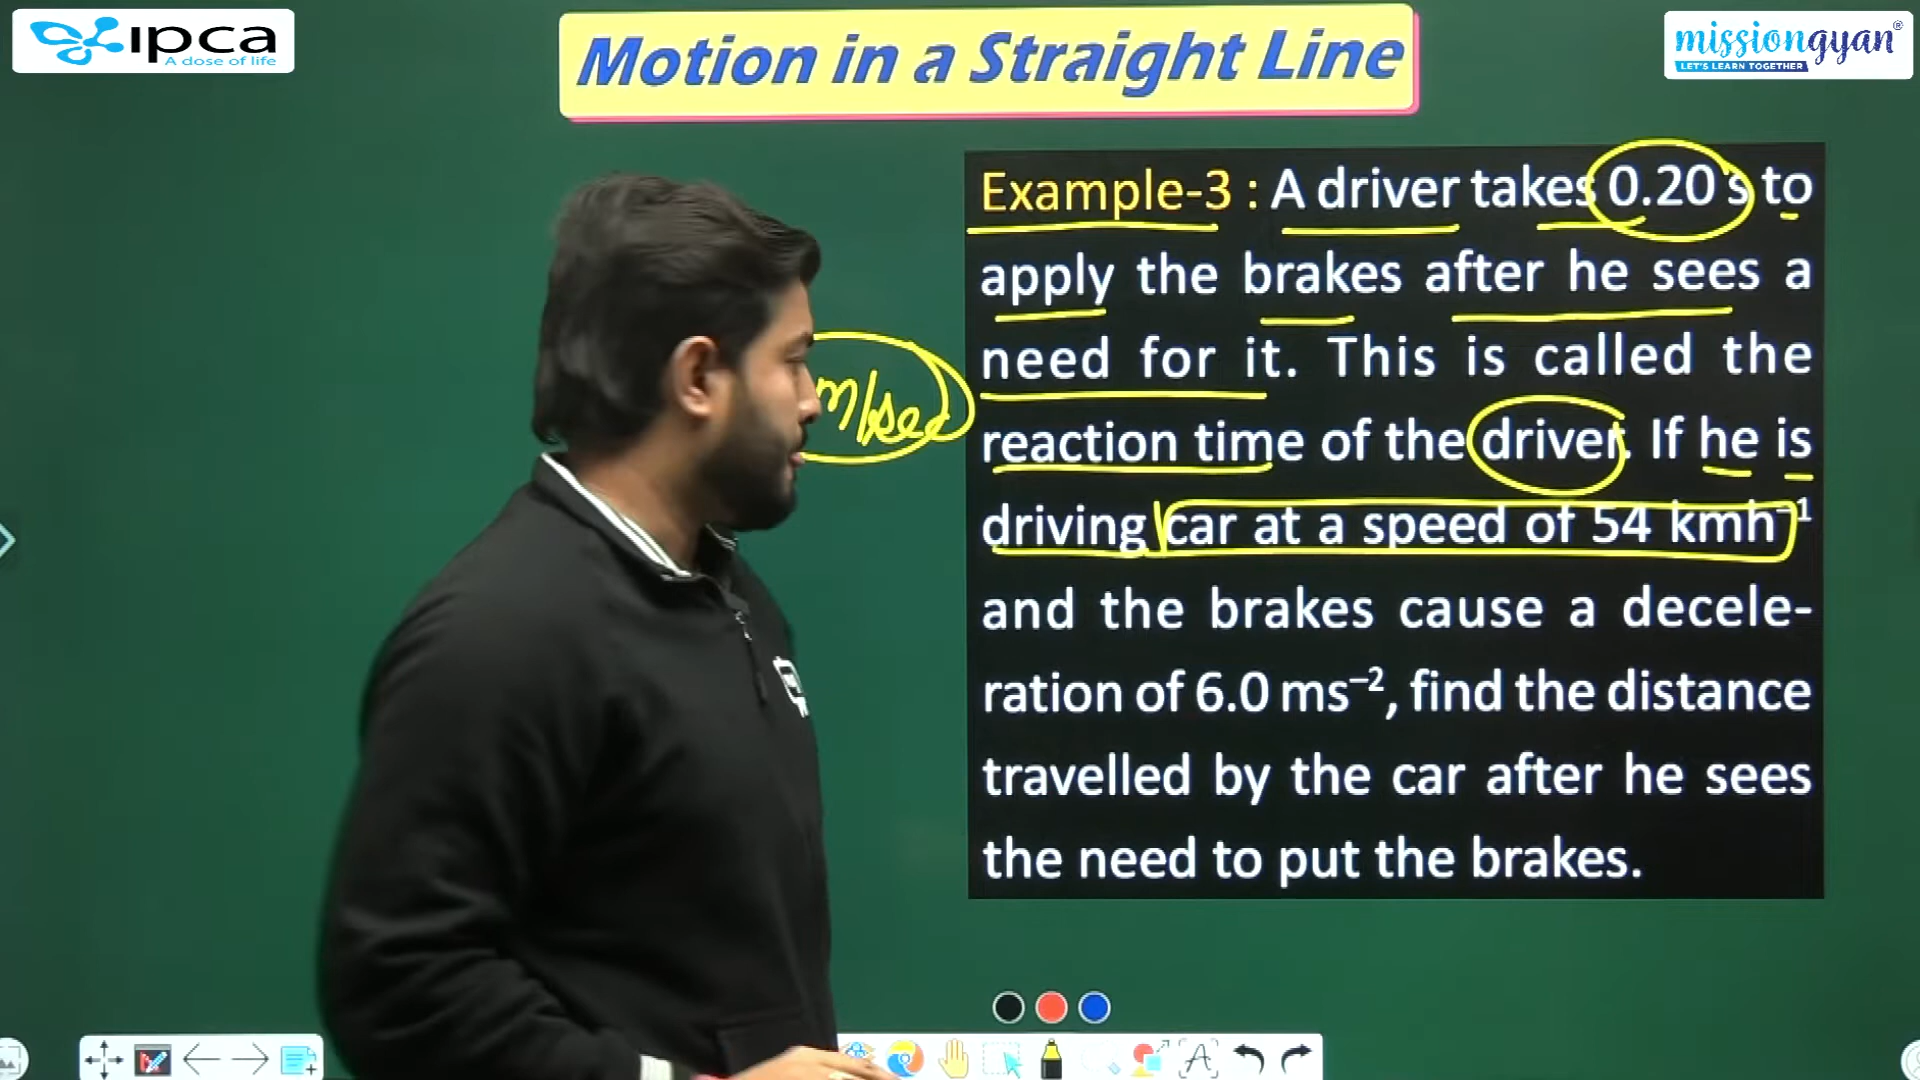 ipca
A dose of life
Motion in a Straight Line
missiongyan®
LET'S LEARN TOGETHER
Example-3 : A driver takes 0.20 s to
apply the brakes after he sees a
need for it. This is called the
reaction time of the driver. If he is
driving car at a speed of 54 kmh⁻¹
and the brakes cause a decele-
ration of 6.0 ms⁻², find the distance
travelled by the car after he sees
the need to put the brakes.
m/sec